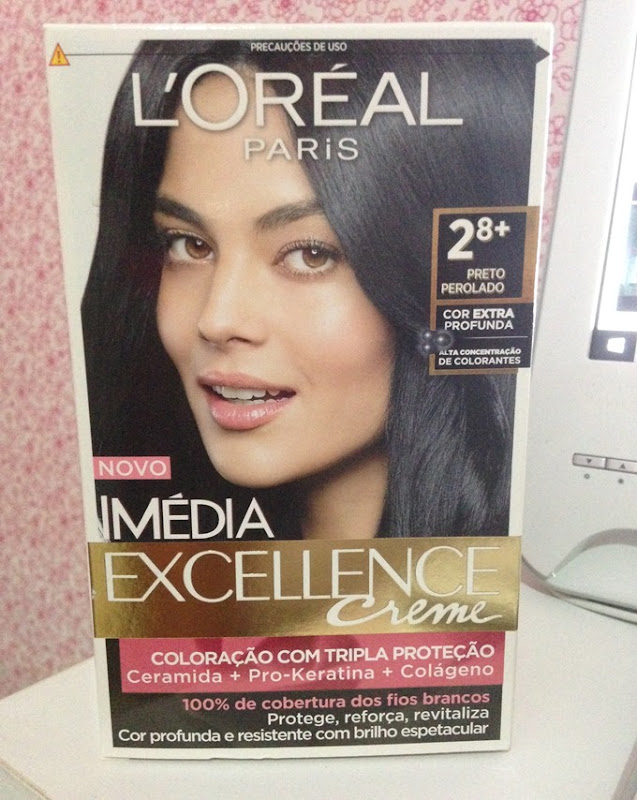 PRECAUÇÕES DE USO
L'ORÉAL
PARiS
28+
PRETO
PEROLADO
COR EXTRA
PROFUNDA
ALTA CONCENTRAÇÃO
DE COLORANTES
NOVO
IMÉDIA
EXCELLENCE
Creme
COLORAÇÃO COM TRIPLA PROTEÇÃO
Ceramida + Pro-Keratina + Colágeno
100% de cobertura dos fios brancos
Protege, reforça, revitaliza
Cor profunda e resistente com brilho espetacular